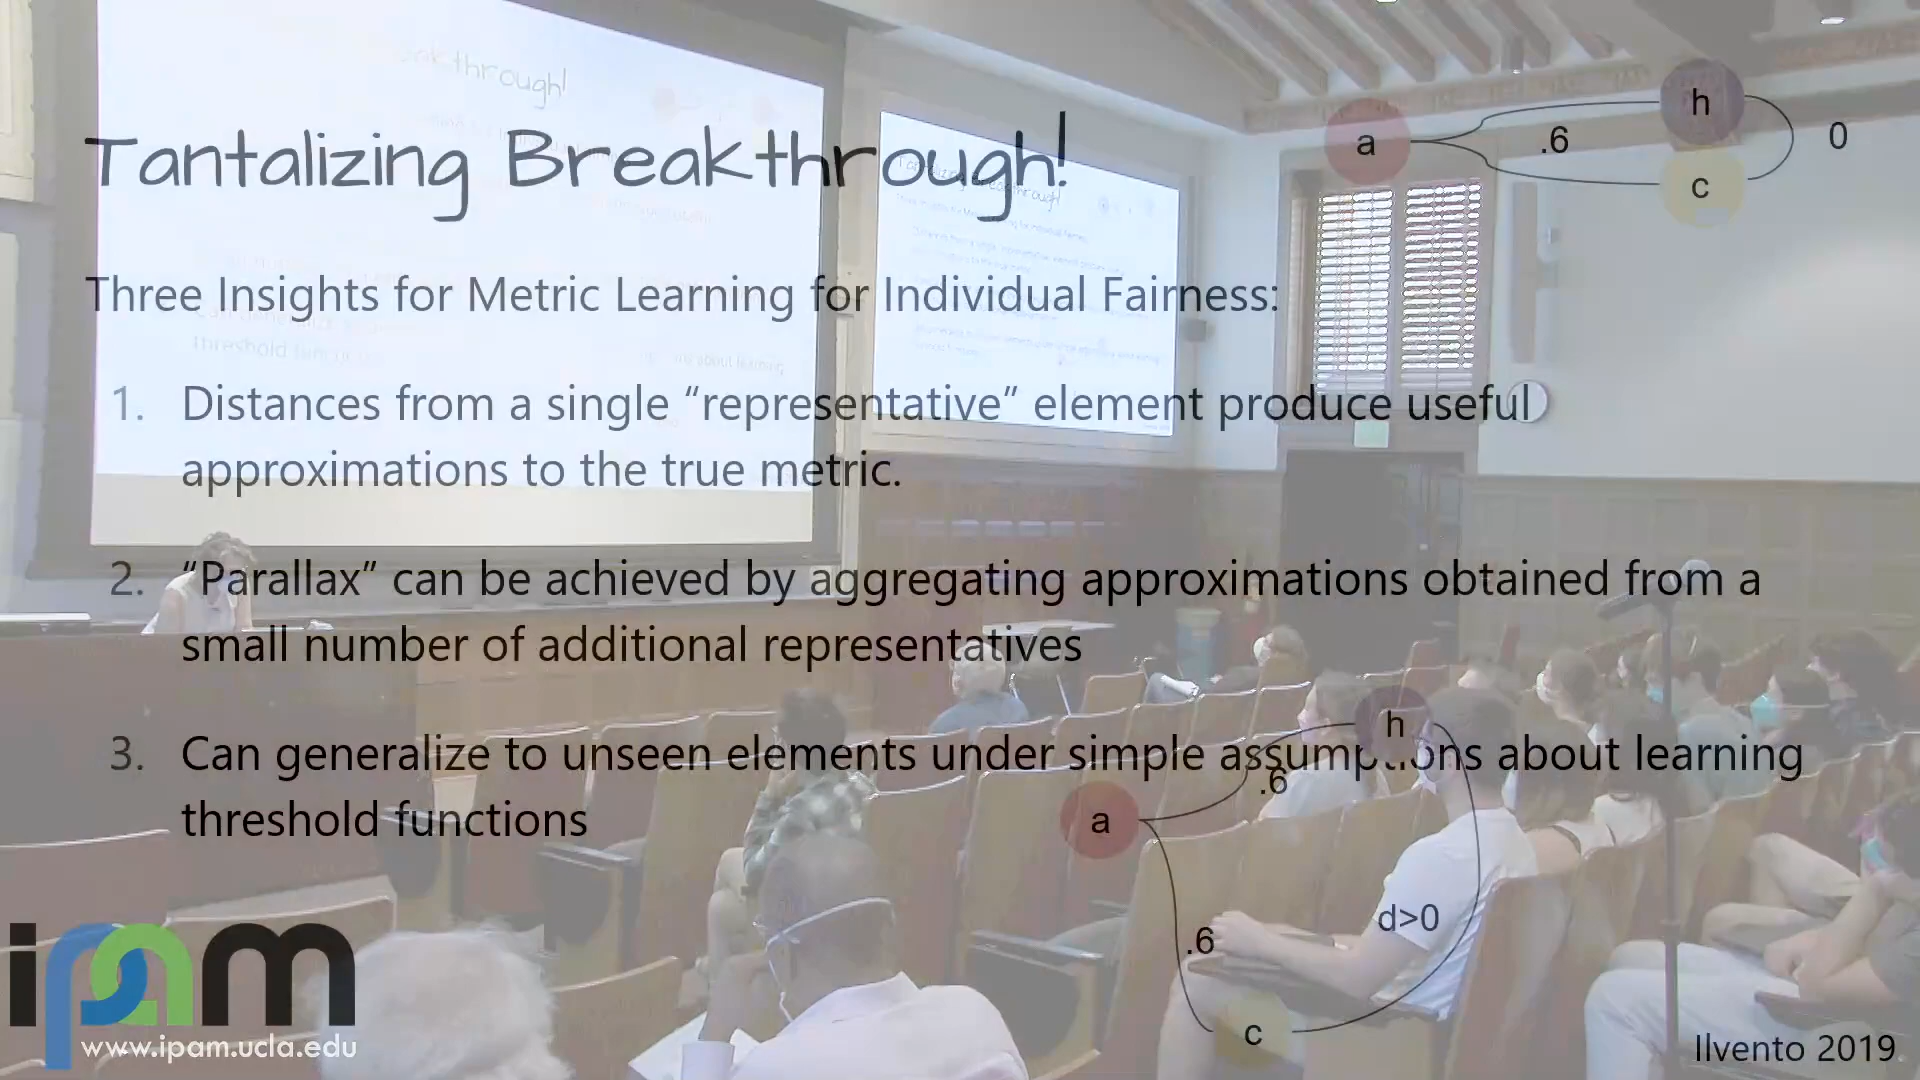 Tantalizing Breakthrough!
a
.6
h
c
0
Three Insights for Metric Learning for Individual Fairness:
1. Distances from a single “representative” element produce useful
approximations to the true metric.
2. “Parallax” can be achieved by aggregating approximations obtained from a
small number of additional representatives
3. Can generalize to unseen elements under simple assumptions about learning
threshold functions
h
.6
a
d>0
.6
c
ipam
www.ipam.ucla.edu
Ilvento 2019